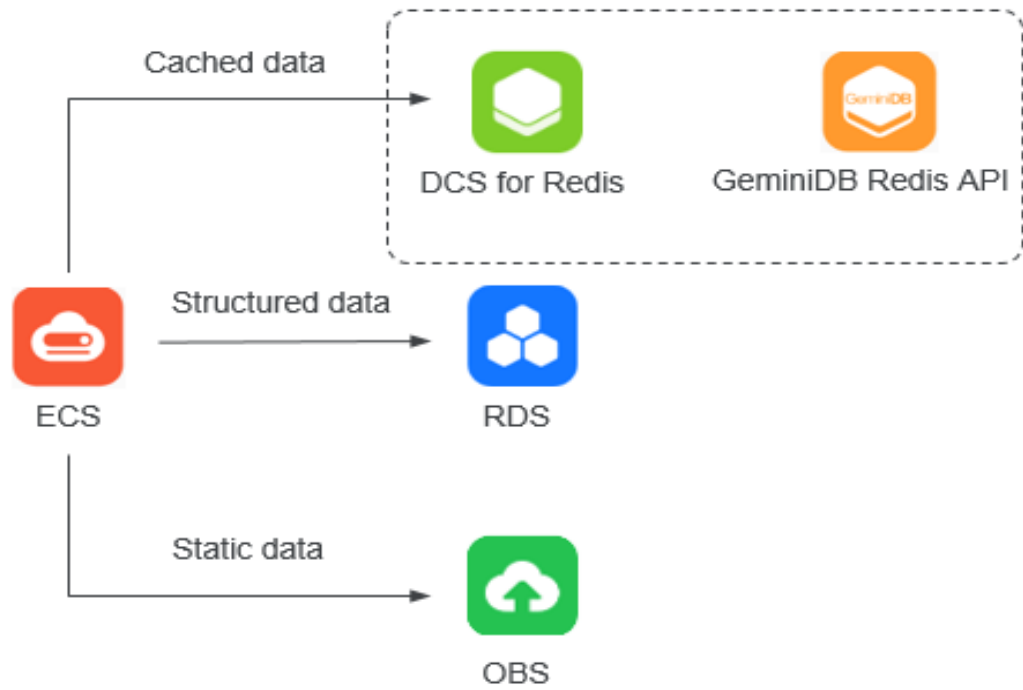 Cached data
GeminiDB
DCS for Redis
GeminiDB Redis API
Structured data
ECS
RDS
Static data
OBS